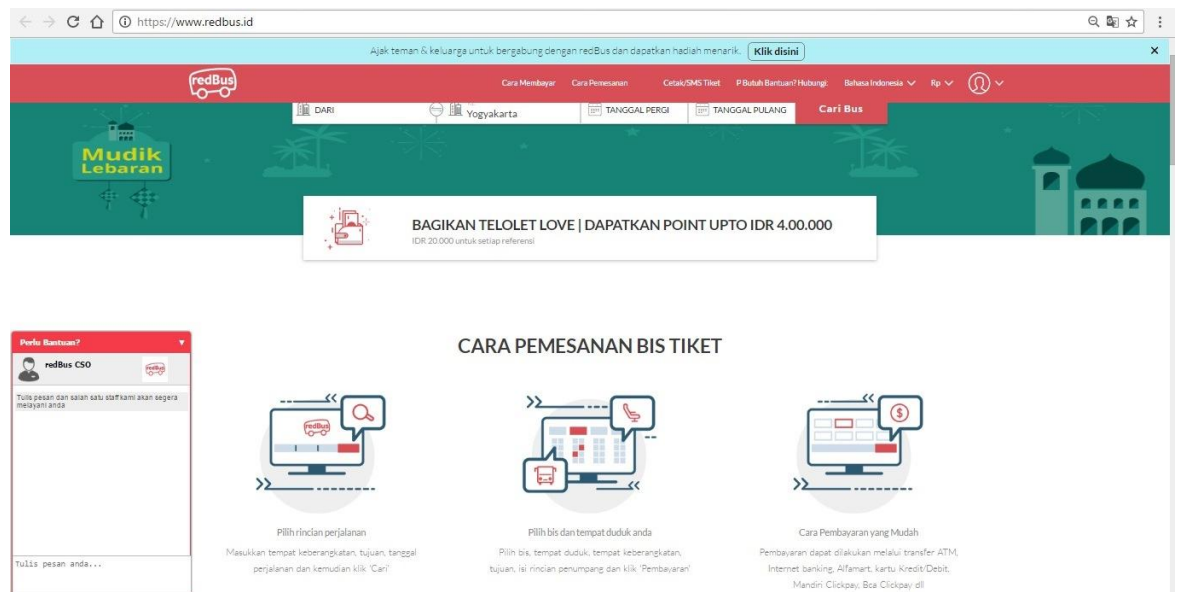 https://www.redbus.id
Ajak teman & keluarga untuk bergabung dengan redBus dan dapatkan hadiah menarik. Klik disini
redBus
Cara Membayar Cara Pemesanan Cetak/SMS Tiket P Butuh Bantuan? Hubungi. Bahasa Indonesia Rp
DARI Yogyakarta TANGGAL PERGI TANGGAL PULANG Cari Bus
Mudik
Lebaran
BAGIKAN TELOLET LOVE | DAPATKAN POINT UPTO IDR 4.00.000
IDR 20.000 untuk setiap referensi
Perlu Bantuan?
redBus CSO
redBus
Tulis pesan dan salah satu staff kami akan segera
melayani anda
Tulis pesan anda...
CARA PEMESANAN BIS TIKET
redBus
Pilih rincian perjalanan
Masukkan tempat keberangkatan, tujuan, tanggal
perjalanan dan kemudian klik 'Cari'
Pilih bis dan tempat duduk anda
Pilih bis, tempat duduk, tempat keberangkatan,
tujuan, isi rincian penumpang dan klik 'Pembayaran'
$
Cara Pembayaran yang Mudah
Pembayaran dapat dilakukan melalui transfer ATM,
Internet banking, Alfamart, kartu Kredit/Debit,
Mandiri Clickpay, Bca Clickpay dll